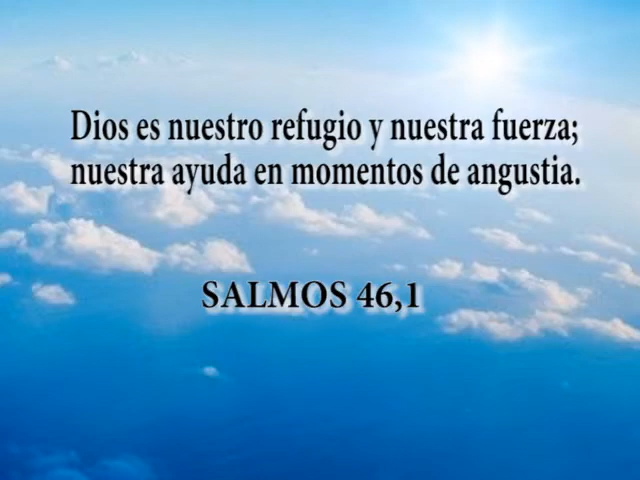 Dios es nuestro refugio y nuestra fuerza;
nuestra ayuda en momentos de angustia.
SALMOS 46,1